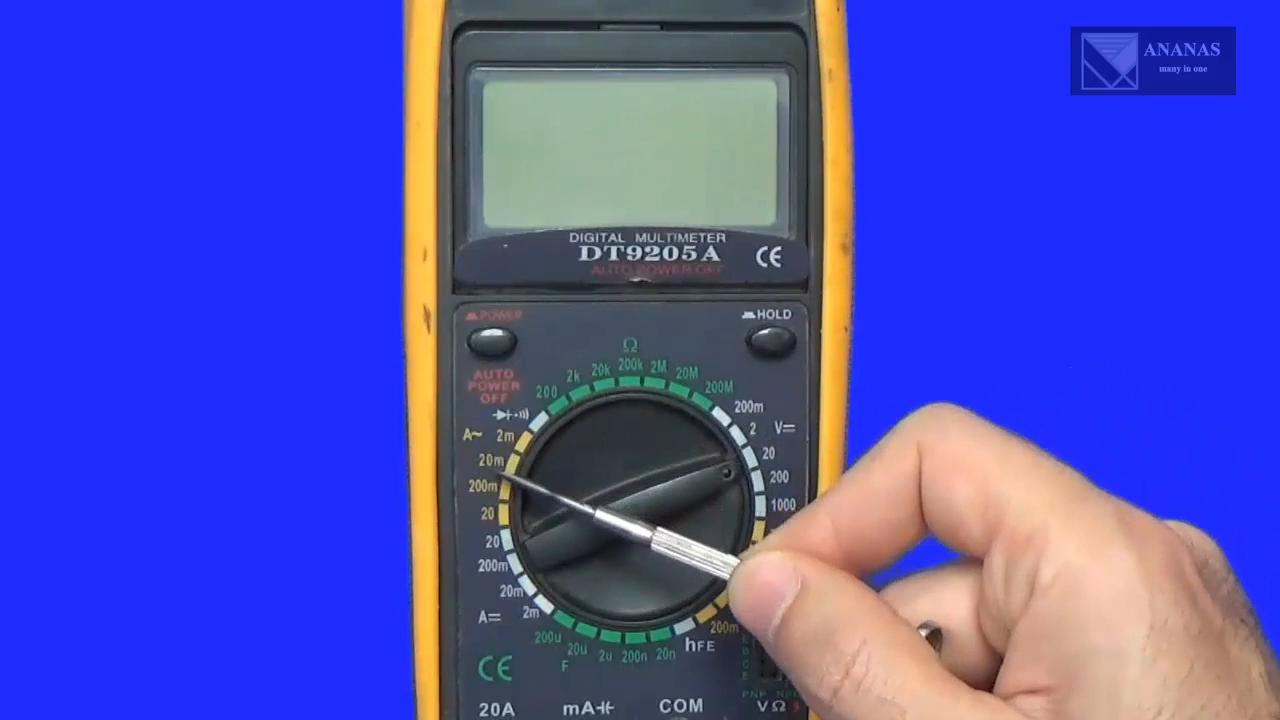 ANANAS
many in one
DIGITAL MULTIMETER
DT9205A
CE
AUTO POWER OFF
POWER
HOLD
AUTO
POWER
OFF
Ω
200
2k
20k
200k
2M
20M
200M
A~
2m
20m
200m
20
20
200m
20m
2m
A=
200m
2
V=
20
200
1000
200m
hFE
200u
20u
2u
200n
20n
F
CE
E
B
C
E
PNP
20A
mA
COM
VΩ